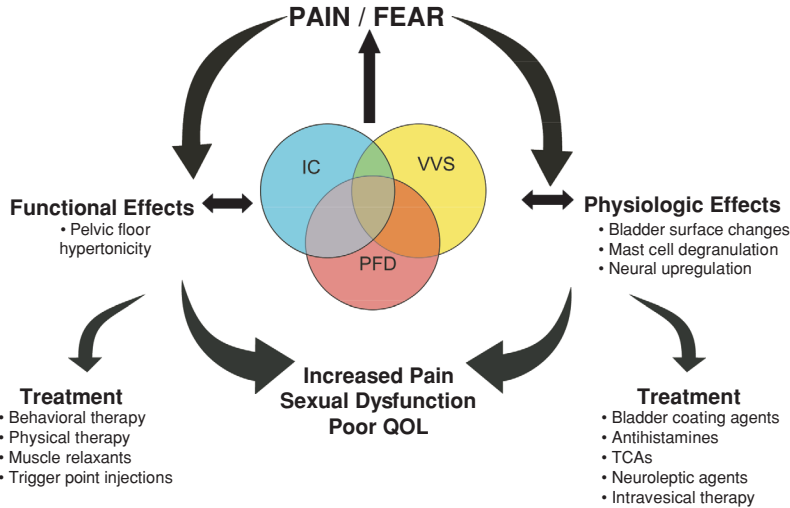 PAIN / FEAR
IC
VVS
PFD
Functional Effects
• Pelvic floor
hypertonicity
Physiologic Effects
• Bladder surface changes
• Mast cell degranulation
• Neural upregulation
Increased Pain
Sexual Dysfunction
Poor QOL
Treatment
• Behavioral therapy
• Physical therapy
• Muscle relaxants
• Trigger point injections
Treatment
• Bladder coating agents
• Antihistamines
• TCAs
• Neuroleptic agents
• Intravesical therapy